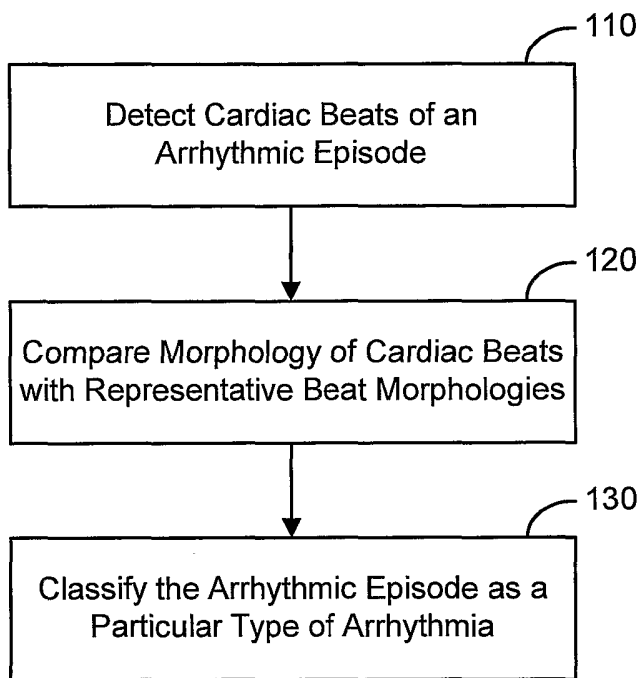 110
Detect Cardiac Beats of an
Arrhythmic Episode
120
Compare Morphology of Cardiac Beats
with Representative Beat Morphologies
130
Classify the Arrhythmic Episode as a
Particular Type of Arrhythmia